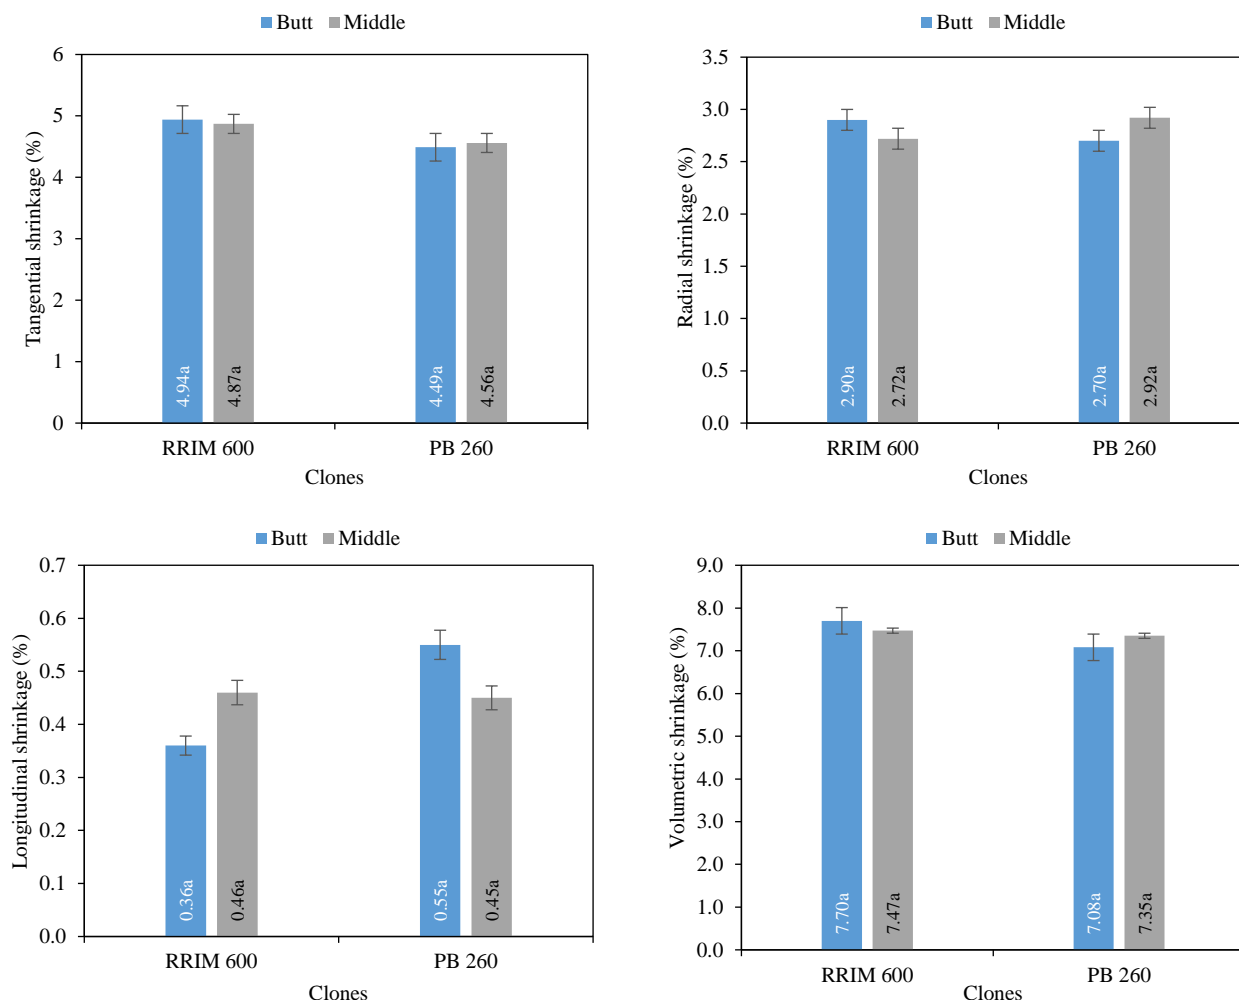 Butt Middle
Tangential shrinkage (%)
6
5
4
3
2
1
0
4.94a
4.87a
4.49a
4.56a
RRIM 600 PB 260
Clones
Butt Middle
Radial shrinkage (%)
3.5
3.0
2.5
2.0
1.5
1.0
0.5
0.0
2.90a
2.72a
2.70a
2.92a
RRIM 600 PB 260
Clones
Butt Middle
Longitudinal shrinkage (%)
0.7
0.6
0.5
0.4
0.3
0.2
0.1
0.0
0.36a
0.46a
0.55a
0.45a
RRIM 600 PB 260
Clones
Butt Middle
Volumetric shrinkage (%)
9.0
8.0
7.0
6.0
5.0
4.0
3.0
2.0
1.0
0.0
7.70a
7.47a
7.08a
7.35a
RRIM 600 PB 260
Clones